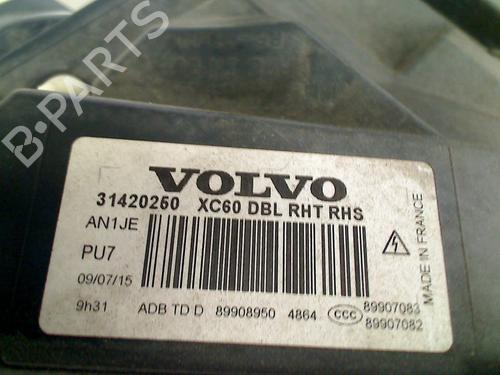 B-PARTS
VOLVO
31420250 XC60 DBL RHT RHS
AN1JE
PU7
09/07/15
9h31 ADB TD D 89908950 4864 CCC 89907083
89907082
MADE IN FRANCE